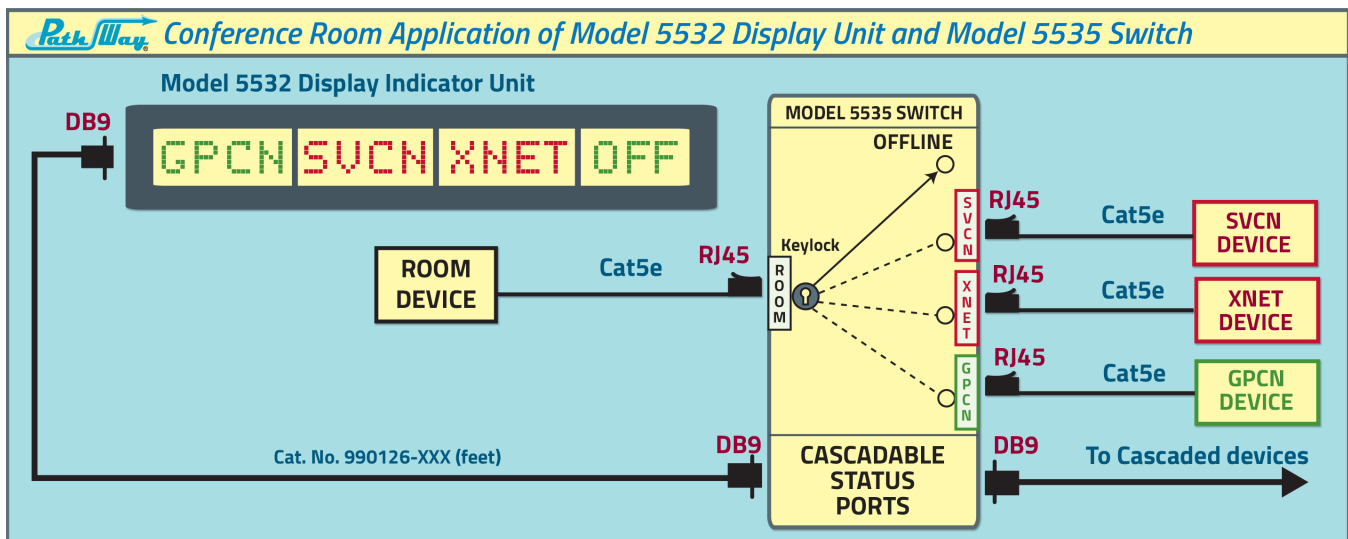 PathWay® Conference Room Application of Model 5532 Display Unit and Model 5535 Switch
Model 5532 Display Indicator Unit
DB9
GPCN SVCN XNET OFF
MODEL 5535 SWITCH
OFFLINE
Keylock
ROOM
SVCN
XNET
GPCN
ROOM
DEVICE
Cat5e
RJ45
RJ45
Cat5e
SVCN
DEVICE
RJ45
Cat5e
XNET
DEVICE
RJ45
Cat5e
GPCN
DEVICE
Cat. No. 990126-XXX (feet)
DB9
CASCADABLE
STATUS
PORTS
DB9
To Cascaded devices